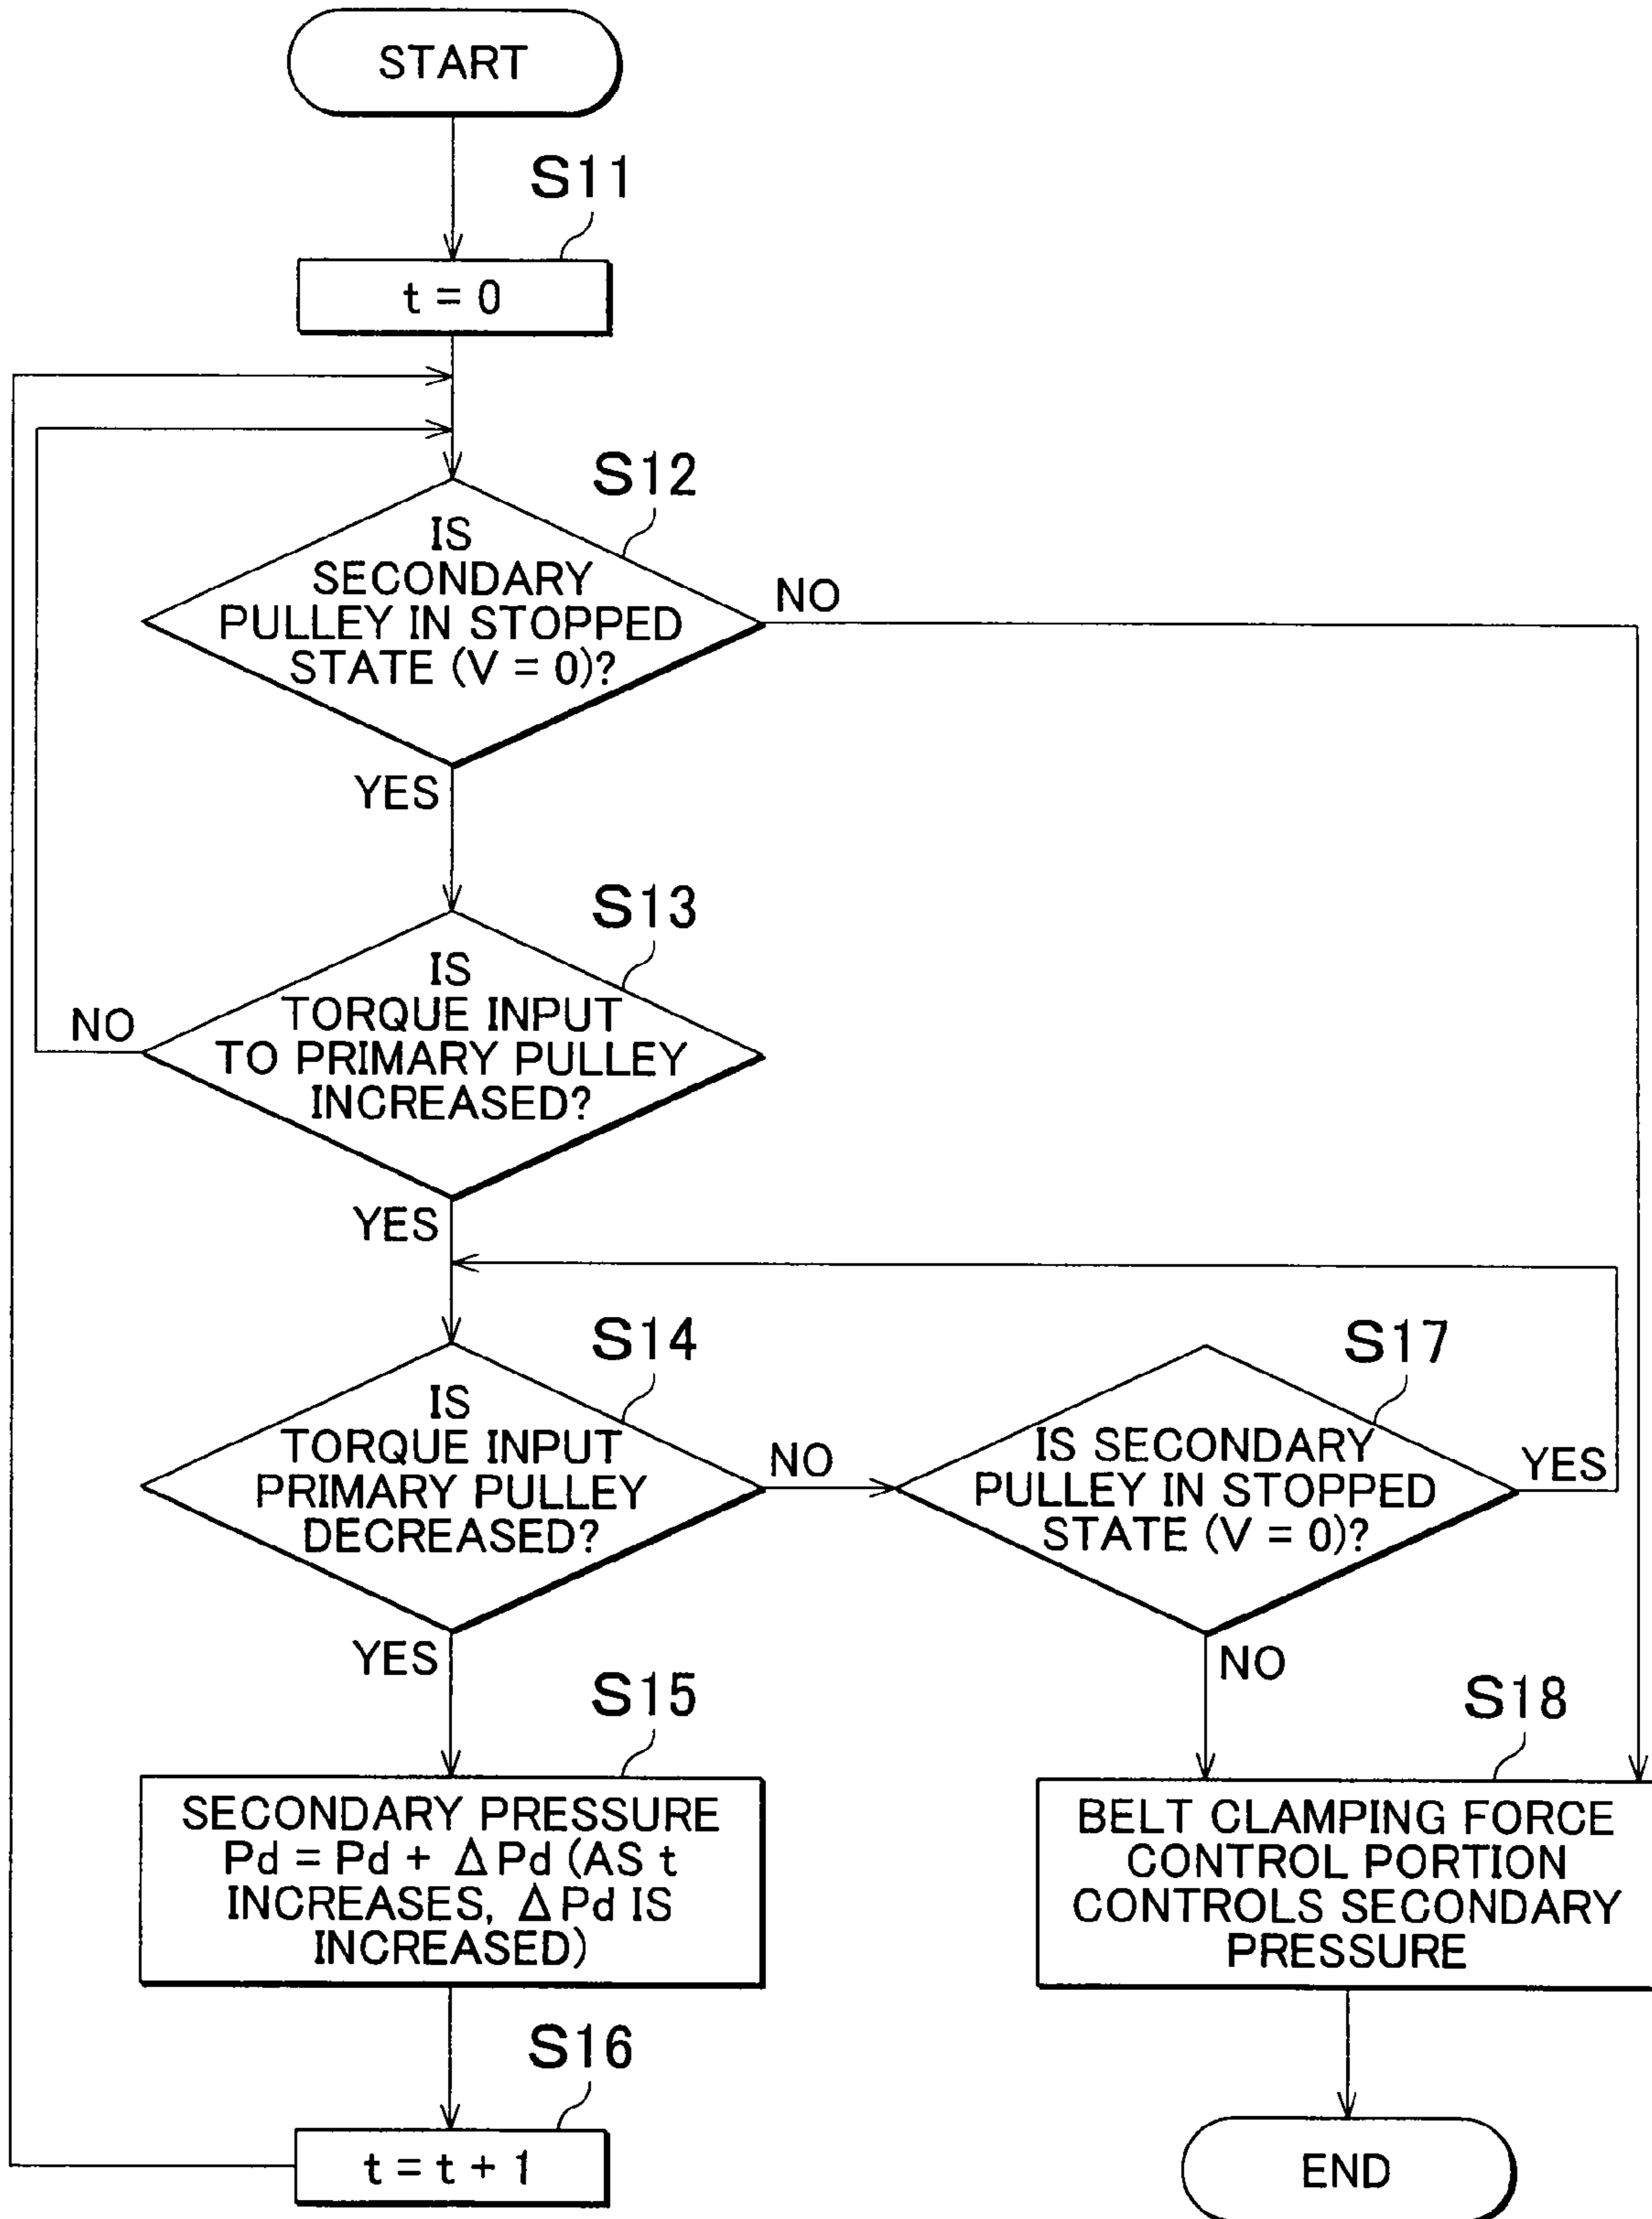 START
S11
t = 0
S12
IS
SECONDARY
PULLEY IN STOPPED
STATE (V = 0)?
NO
YES
S13
IS
TORQUE INPUT
TO PRIMARY PULLEY
INCREASED?
NO
YES
S14
IS
TORQUE INPUT
PRIMARY PULLEY
DECREASED?
NO
YES
S17
IS SECONDARY
PULLEY IN STOPPED
STATE (V = 0)?
YES
NO
S15
SECONDARY PRESSURE
Pd = Pd + Δ Pd (AS t
INCREASES, Δ Pd IS
INCREASED)
S18
BELT CLAMPING FORCE
CONTROL PORTION
CONTROLS SECONDARY
PRESSURE
S16
t = t + 1
END